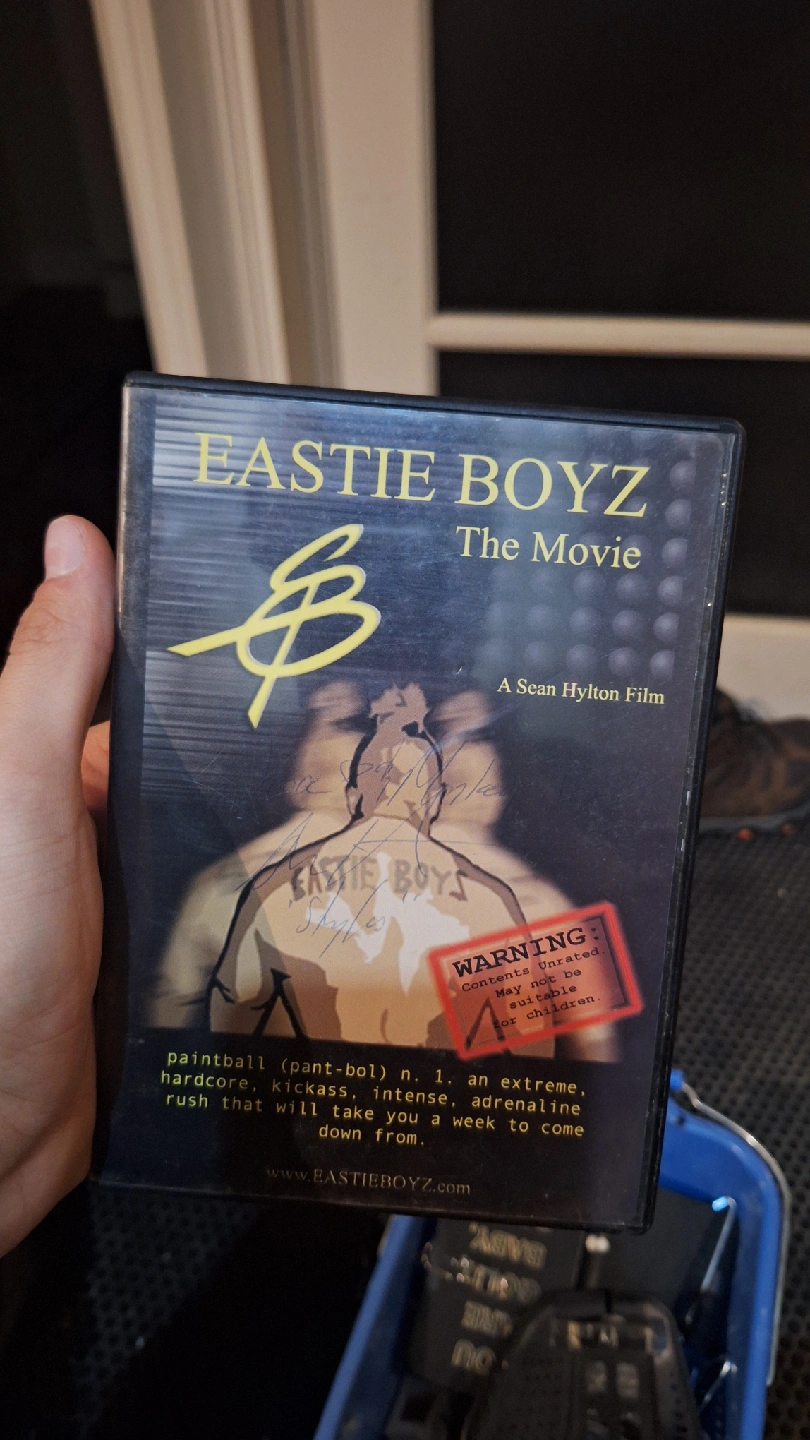 EASTIE BOYZ
The Movie
EB
A Sean Hylton Film
EASTIE BOYS
WARNING:
Contents Unrated.
May not be
suitable
for children.
paintball (pant-bol) n. 1. an extreme,
hardcore, kickass, intense, adrenaline
rush that will take you a week to come
down from.
www.EASTIEBOYZ.com